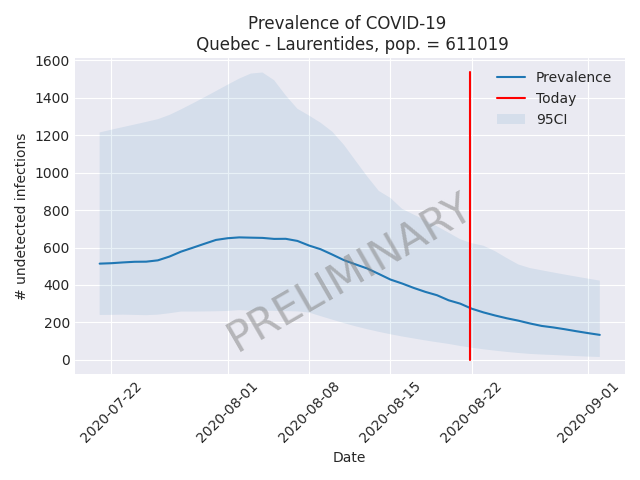 Prevalence of COVID-19
Quebec - Laurentides, pop. = 611019
1600
1400
1200
1000
800
600
400
200
0
# undetected infections
Prevalence
Today
95CI
PRELIMINARY
2020-07-22
2020-08-01
2020-08-08
2020-08-15
2020-08-22
2020-09-01
Date